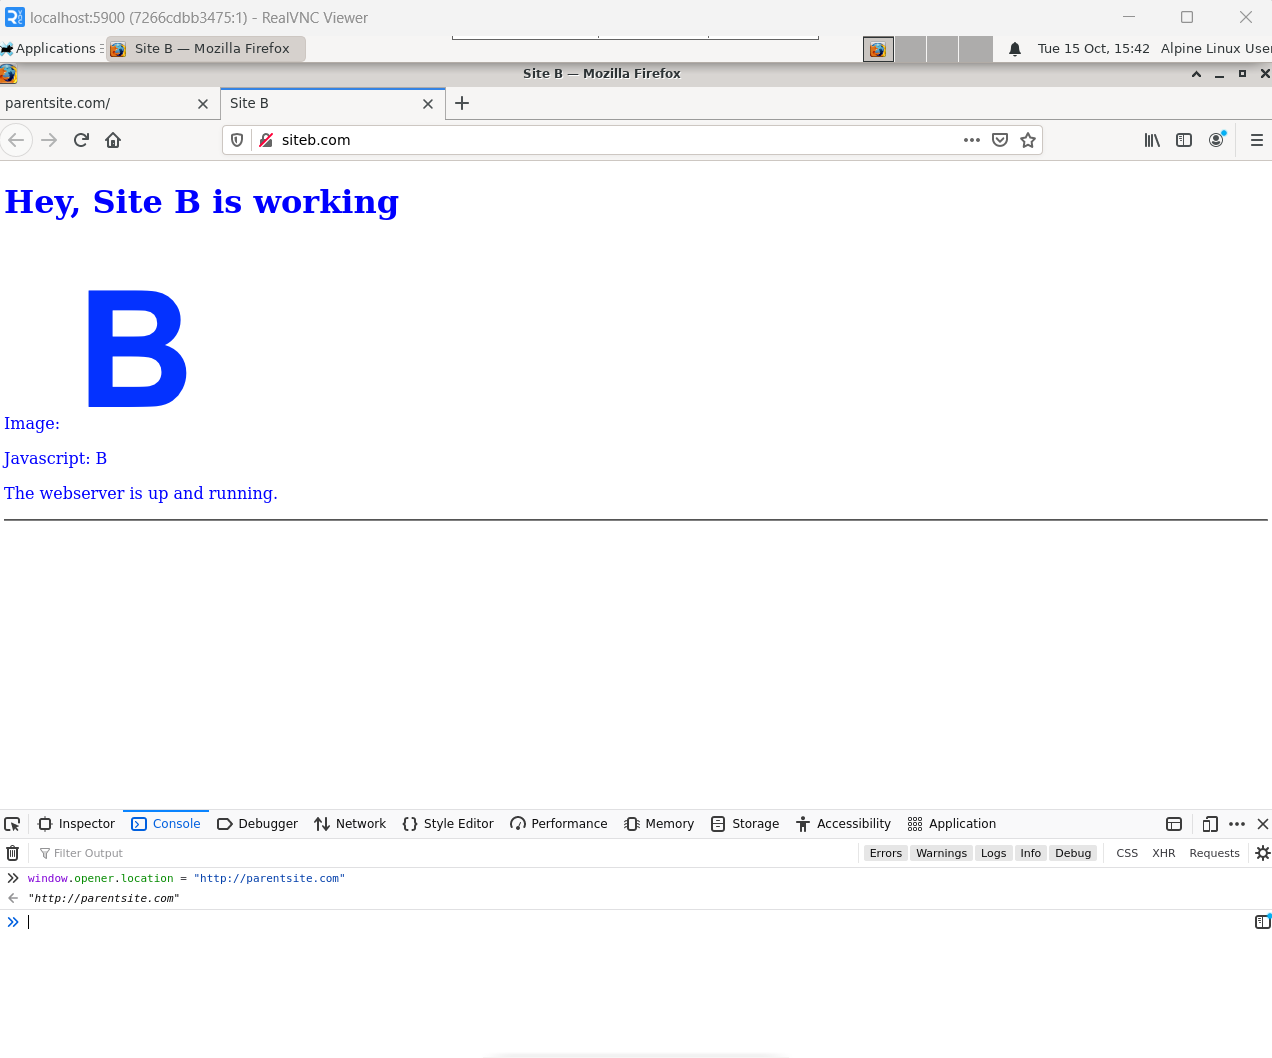 localhost:5900 (7266cdbb3475:1) - RealVNC Viewer
Applications Site B — Mozilla Firefox Tue 15 Oct, 15:42 Alpine Linux Use
Site B — Mozilla Firefox
parentsite.com/ Site B
siteb.com
Hey, Site B is working
B
Image:
Javascript: B
The webserver is up and running.
Inspector Console Debugger Network Style Editor Performance Memory Storage Accessibility Application
Filter Output Errors Warnings Logs Info Debug CSS XHR Requests
window.opener.location = "http://parentsite.com"
"http://parentsite.com"